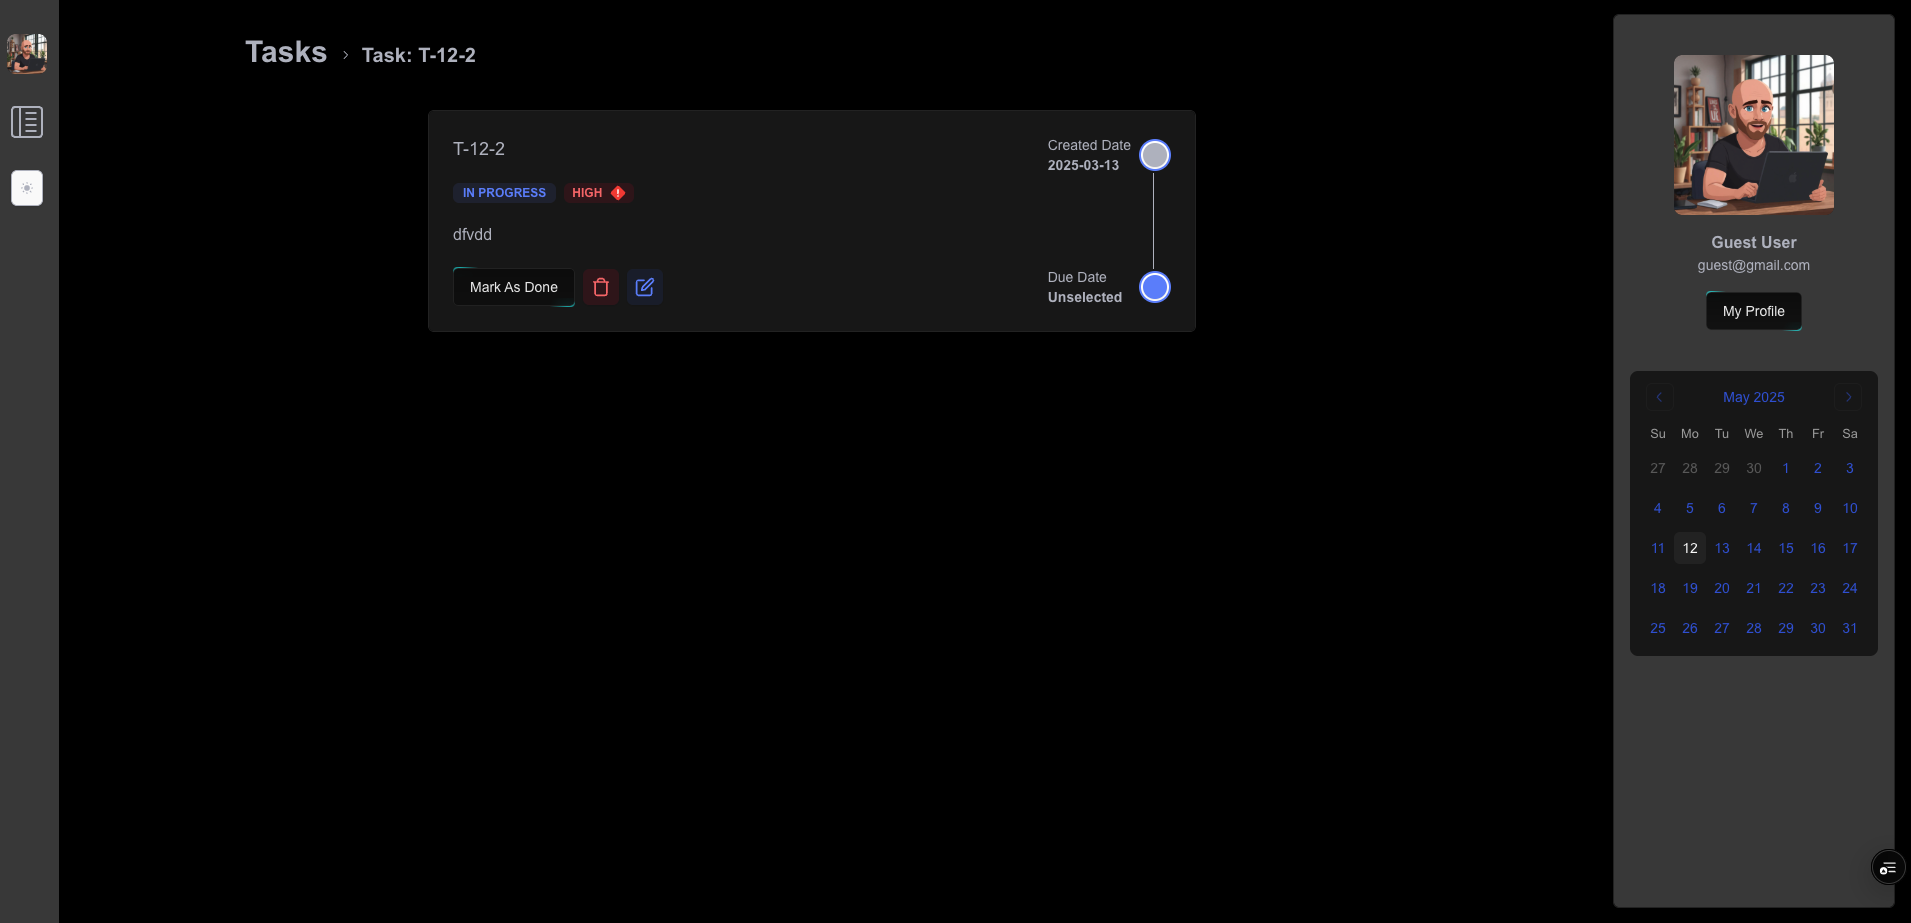 Tasks › Task: T-12-2
T-12-2
IN PROGRESS HIGH
dfvdd
Mark As Done
Created Date
2025-03-13
Due Date
Unselected
Guest User
guest@gmail.com
My Profile
May 2025
Su Mo Tu We Th Fr Sa
27 28 29 30 1 2 3
4 5 6 7 8 9 10
11 12 13 14 15 16 17
18 19 20 21 22 23 24
25 26 27 28 29 30 31